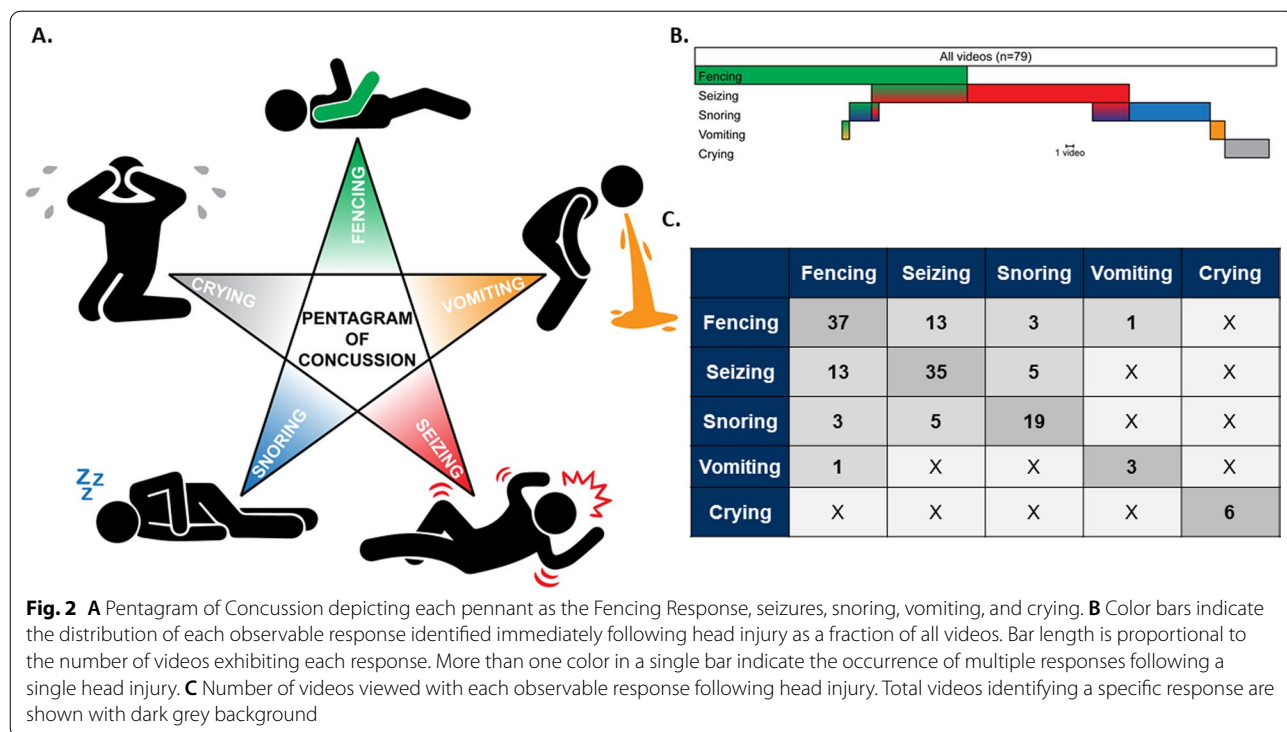 A.
FENCING
CRYING
VOMITING
PENTAGRAM
OF
CONCUSSION
SNORING
SEIZING
ZZ
Z
B.
All videos (n=79)
Fencing
Seizing
Snoring
Vomiting
Crying
1 video
C.
Fencing Seizing Snoring Vomiting Crying
Fencing 37 13 3 1 X
Seizing 13 35 5 X X
Snoring 3 5 19 X X
Vomiting 1 X X 3 X
Crying X X X X 6
Fig. 2 A Pentagram of Concussion depicting each pennant as the Fencing Response, seizures, snoring, vomiting, and crying. B Color bars indicate
the distribution of each observable response identified immediately following head injury as a fraction of all videos. Bar length is proportional to
the number of videos exhibiting each response. More than one color in a single bar indicate the occurrence of multiple responses following a
single head injury. C Number of videos viewed with each observable response following head injury. Total videos identifying a specific response are
shown with dark grey background